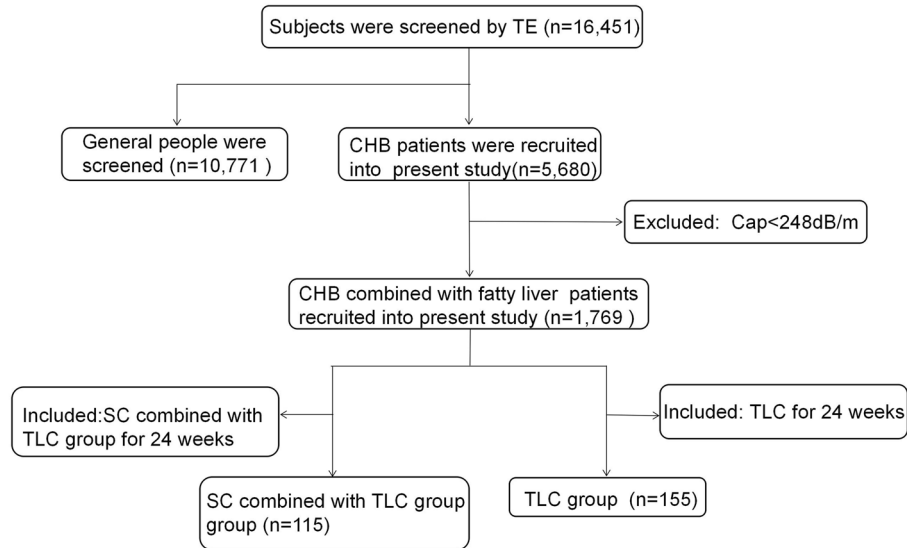 Subjects were screened by TE (n=16,451)
General people were
screened (n=10,771 )
CHB patients were recruited
into present study(n=5,680)
Excluded: Cap<248dB/m
CHB combined with fatty liver patients
recruited into present study (n=1,769 )
Included:SC combined with
TLC group for 24 weeks
Included: TLC for 24 weeks
SC combined with TLC group
group (n=115)
TLC group (n=155)